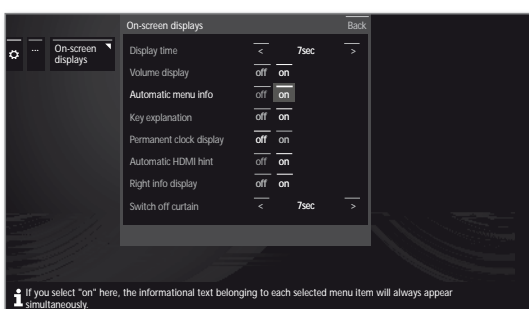 On-screen displays Back
... On-screen displays
Display time < 7sec >
Volume display off on
Automatic menu info off on
Key explanation off on
Permanent clock display off on
Automatic HDMI hint off on
Right info display off on
Switch off curtain < 7sec >
If you select "on" here, the informational text belonging to each selected menu item will always appear
simultaneously.